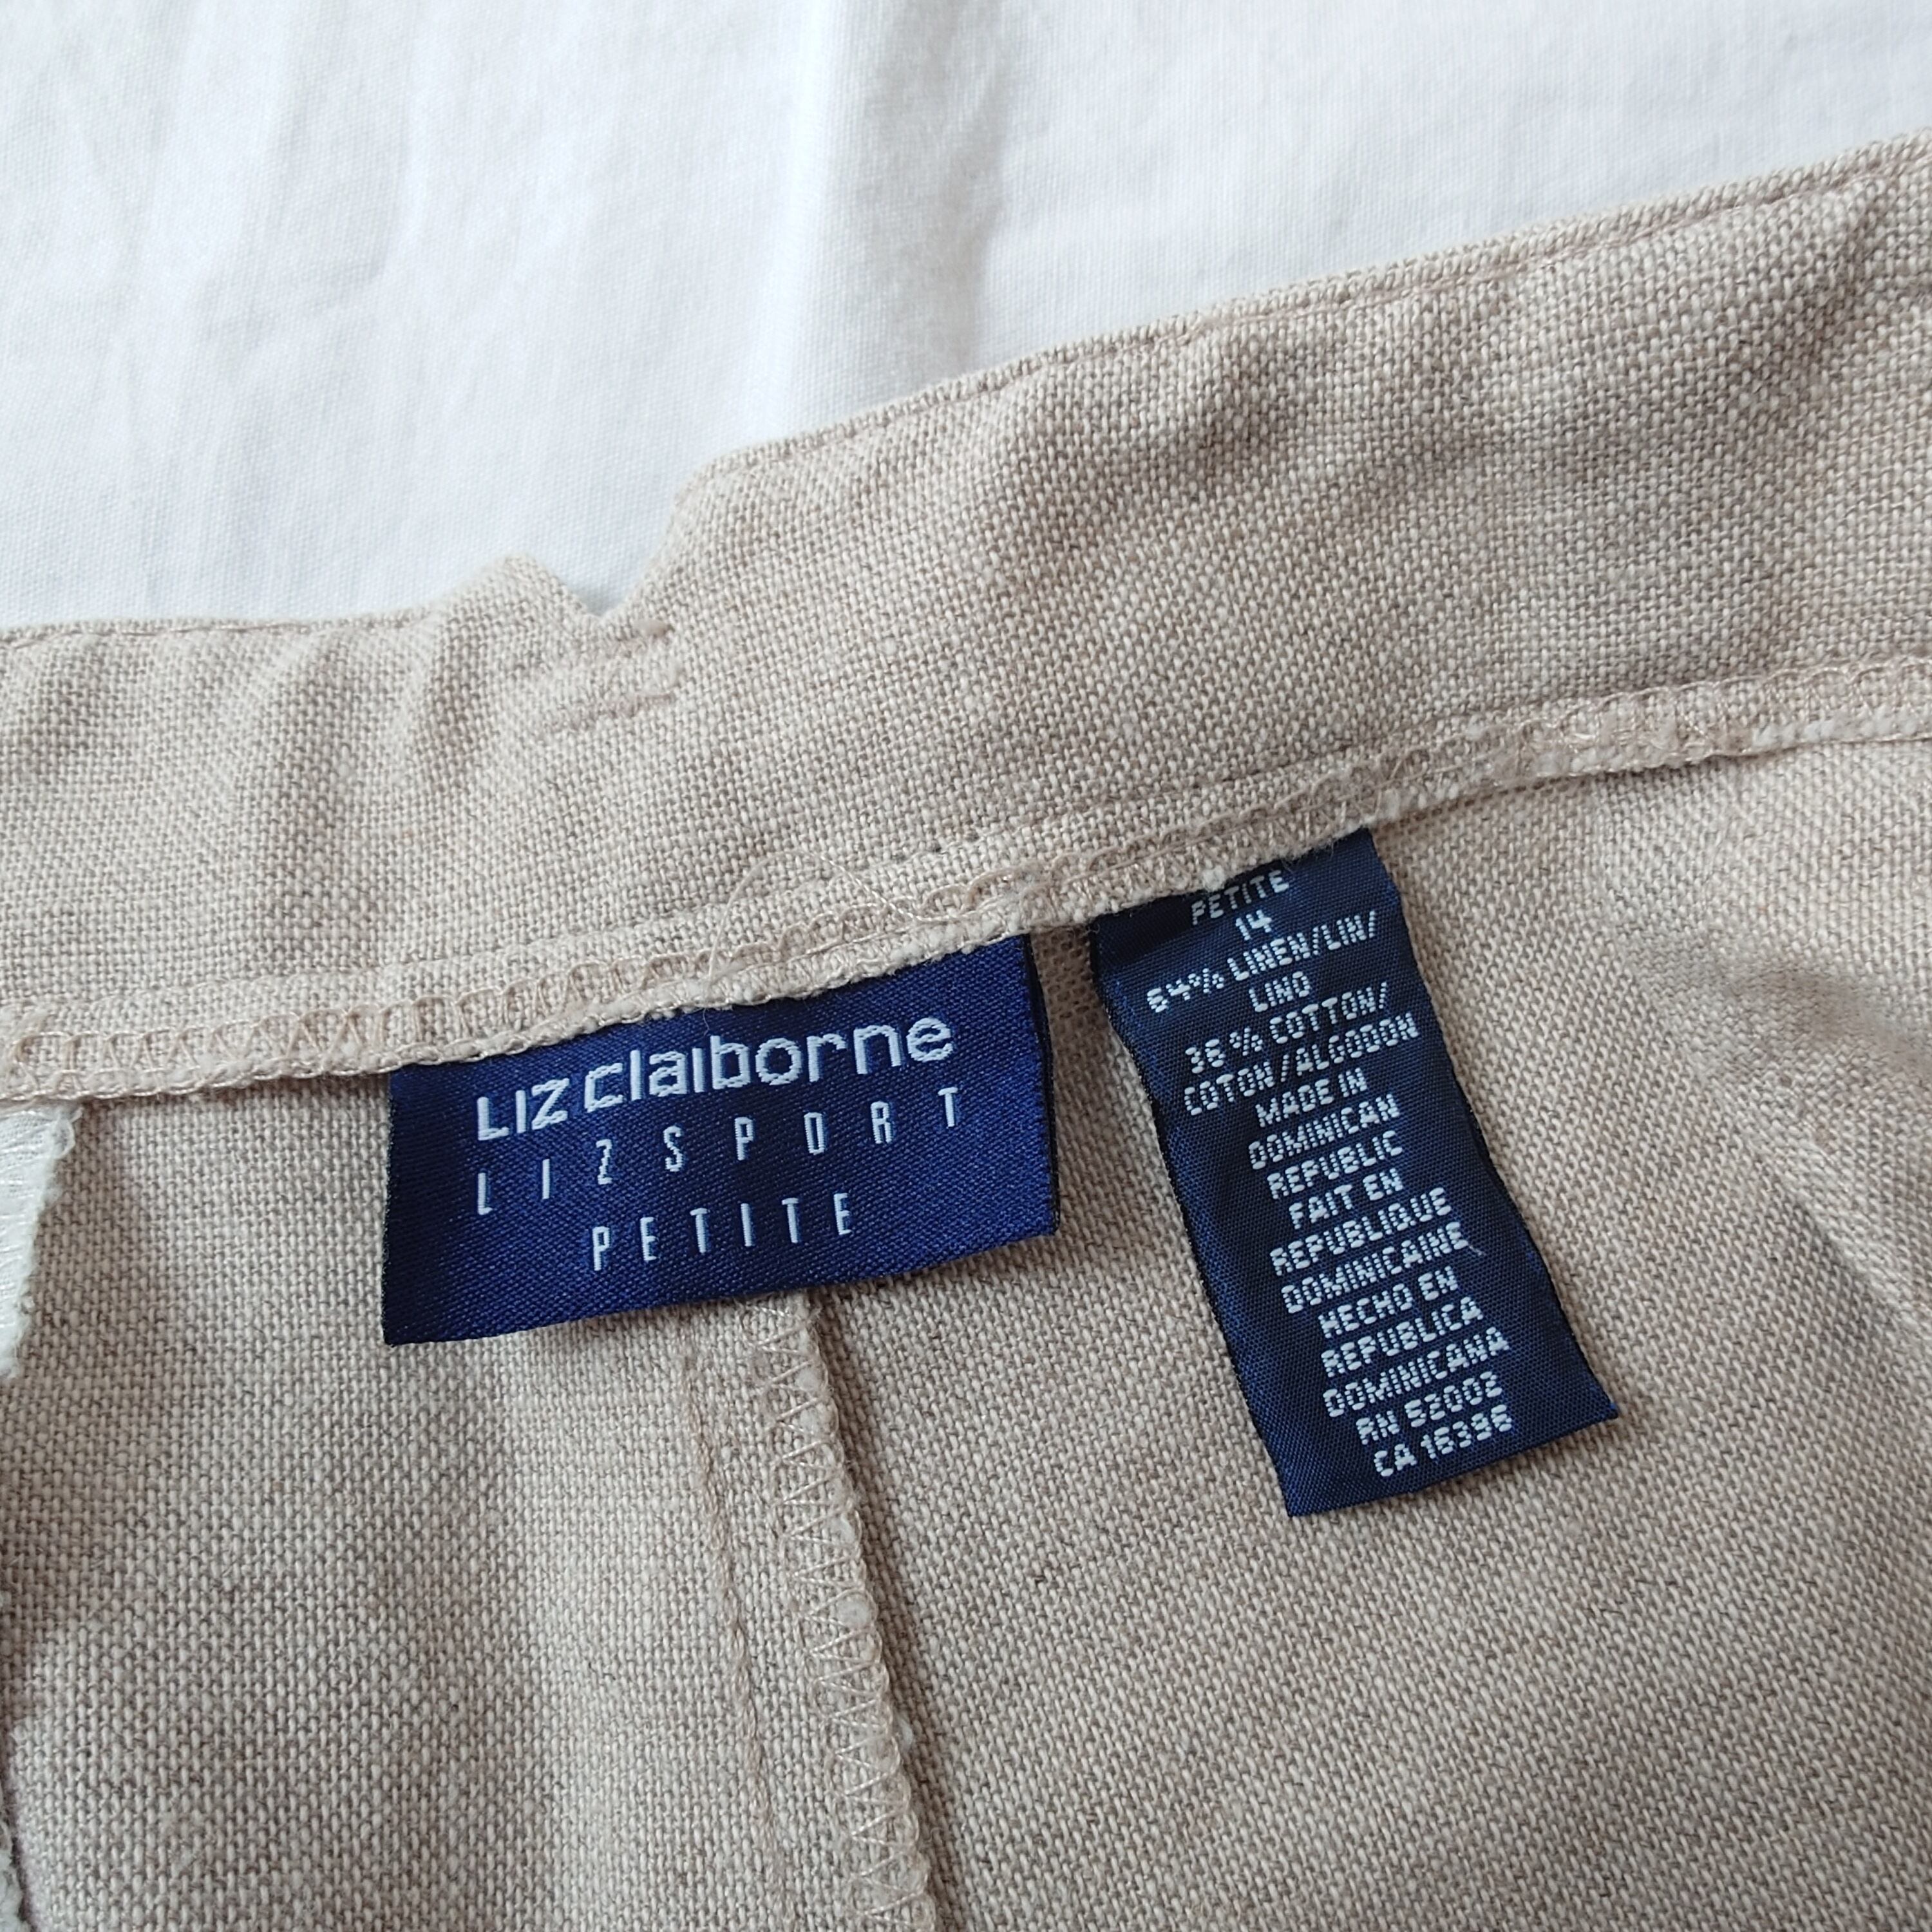 Liz claiborne
LIZSPORT
PETITE
PETITE
14
64% LINEN/LIN/
LINO
36% COTTON/
COTON/ALGODON
MADE IN
DOMINICAN
REPUBLIC
FAIT EN
REPUBLIQUE
DOMINICAINE
HECHO EN
REPUBLICA
DOMINICANA
RN 52002
CA 16396